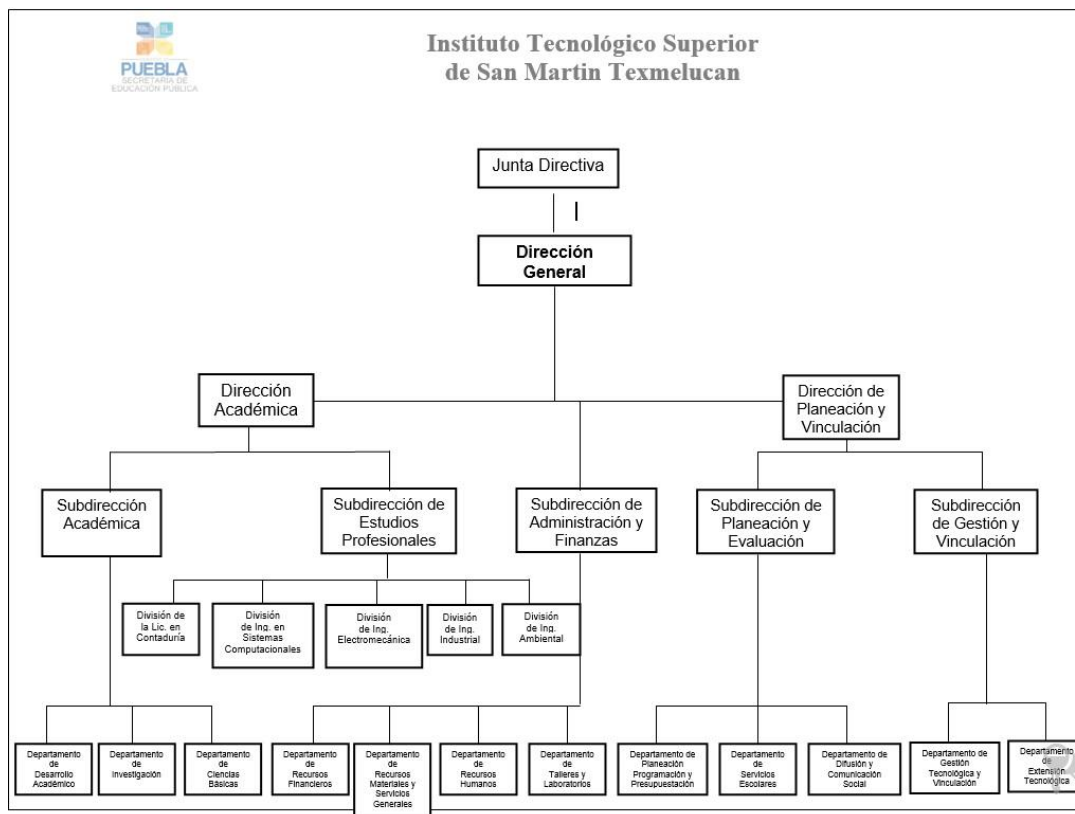 PUEBLA
SECRETARÍA DE
EDUCACIÓN PÚBLICA
Instituto Tecnológico Superior
de San Martin Texmelucan
Junta Directiva
Dirección
General
Dirección
Académica
Dirección de
Planeación y
Vinculación
Subdirección
Académica
Subdirección de
Estudios
Profesionales
Subdirección de
Administración y
Finanzas
Subdirección de
Planeación y
Evaluación
Subdirección
de Gestión y
Vinculación
División de
la Lic. en
Contaduría
División
de Ing. en
Sistemas
Computacionales
División
de Ing.
Electromecánica
División
de Ing.
Industrial
División
de Ing.
Ambiental
Departamento
de
Desarrollo
Académico
Departamento
de
Investigación
Departamento
de
Ciencias
Básicas
Departamento
de
Recursos
Financieros
Departamento
de
Recursos
Materiales y
Servicios
Generales
Departamento
de
Recursos
Humanos
Departamento
de
Talleres y
Laboratorios
Departamento de
Planeación
Programación y
Presupuestación
Departamento
de
Servicios
Escolares
Departamento de
Difusión y
Comunicación
Social
Departamento de
Gestión
Tecnológica y
Vinculación
Departamento
de
Extensión
Tecnológica